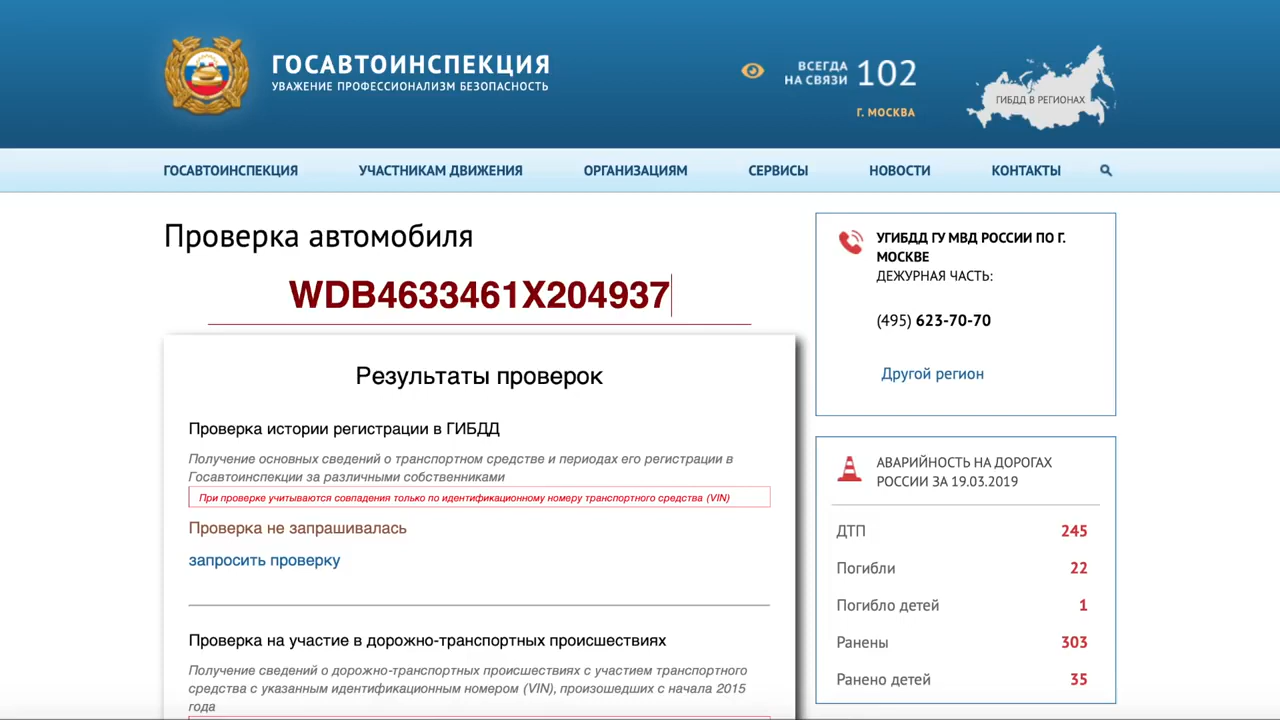 ГОСАВТОИНСПЕКЦИЯ
УВАЖЕНИЕ ПРОФЕССИОНАЛИЗМ БЕЗОПАСНОСТЬ
ВСЕГДА
НА СВЯЗИ 102
Г. МОСКВА
ГИБДД В РЕГИОНАХ
ГОСАВТОИНСПЕКЦИЯ УЧАСТНИКАМ ДВИЖЕНИЯ ОРГАНИЗАЦИЯМ СЕРВИСЫ НОВОСТИ КОНТАКТЫ
Проверка автомобиля
WDB4633461X204937
Результаты проверок
Проверка истории регистрации в ГИБДД
Получение основных сведений о транспортном средстве и периодах его регистрации в
Госавтоинспекции за различными собственниками
При проверке учитываются совпадения только по идентификационному номеру транспортного средства (VIN)
Проверка не запрашивалась
запросить проверку
Проверка на участие в дорожно-транспортных происшествиях
Получение сведений о дорожно-транспортных происшествиях с участием транспортного
средства с указанным идентификационным номером (VIN), произошедших с начала 2015
года
УГИБДД ГУ МВД РОССИИ ПО Г.
МОСКВЕ
ДЕЖУРНАЯ ЧАСТЬ:
(495) 623-70-70
Другой регион
АВАРИЙНОСТЬ НА ДОРОГАХ
РОССИИ ЗА 19.03.2019
ДТП 245
Погибли 22
Погибло детей 1
Ранены 303
Ранено детей 35